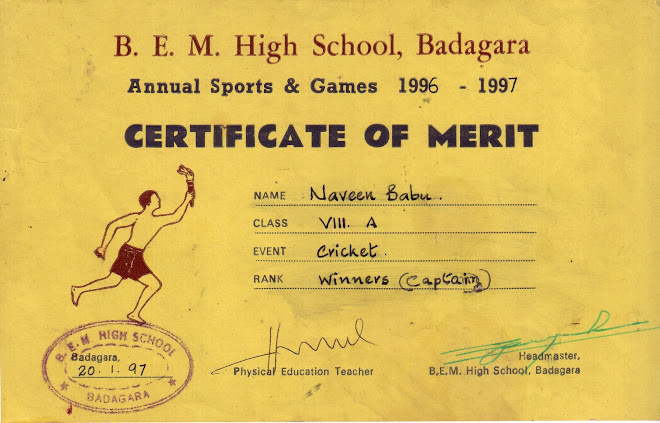 B. E. M. High School, Badagara
Annual Sports & Games 1996 - 1997
CERTIFICATE OF MERIT
NAME Naveen Babu.
CLASS VIII. A
EVENT Cricket.
RANK Winners (Captain)
B. E. M. HIGH SCHOOL
Badagara,
20.1.97
BADAGARA
Physical Education Teacher
Headmaster,
B.E.M. High School, Badagara